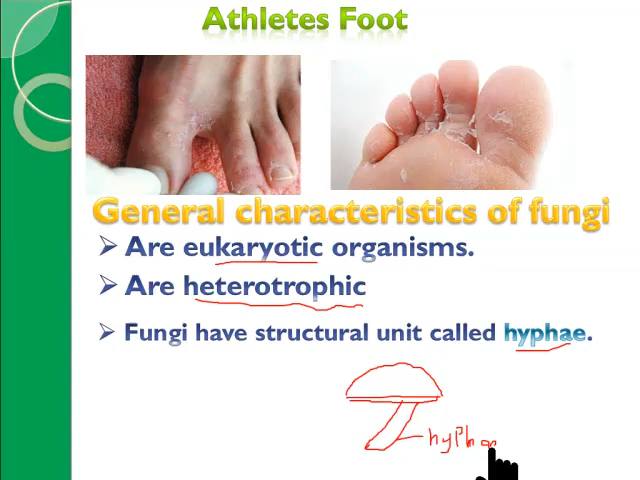 Athletes Foot
General characteristics of fungi
Are eukaryotic organisms.
Are heterotrophic
Fungi have structural unit called hyphae.